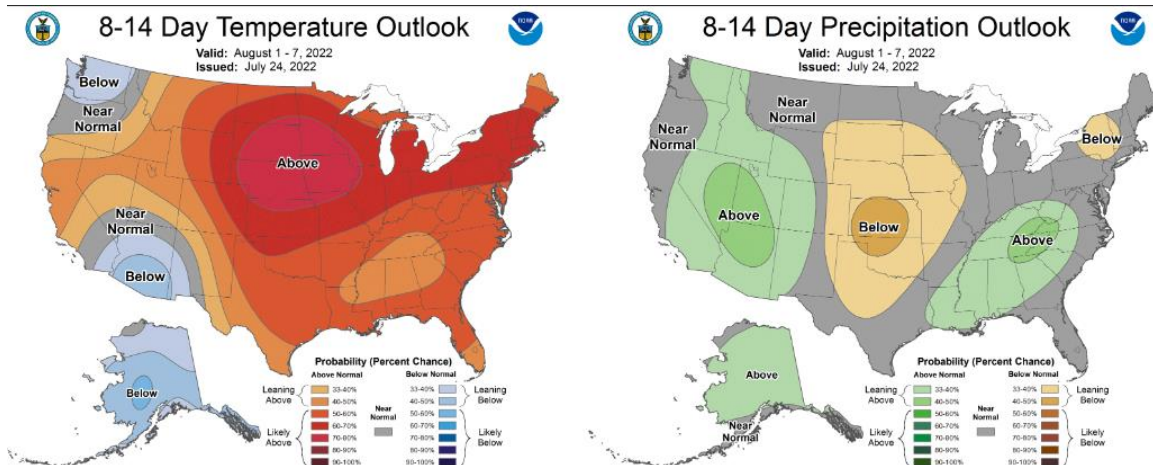 8-14 Day Temperature Outlook
Valid: August 1 - 7, 2022
Issued: July 24, 2022
Below
Near
Normal
Above
Near
Normal
Below
Below
Probability (Percent Chance)
Above Normal
Below Normal
Leaning
Above
Likely
Above
33-40%
40-50%
50-60%
60-70%
70-80%
80-90%
90-100%
Near
Normal
33-40%
40-50%
50-60%
60-70%
70-80%
80-90%
90-100%
Leaning
Below
Likely
Below
8-14 Day Precipitation Outlook
Valid: August 1 - 7, 2022
Issued: July 24, 2022
Near
Normal
Near
Normal
Below
Above
Below
Above
Above
Near
Normal
Probability (Percent Chance)
Above Normal
Below Normal
Leaning
Above
Likely
Above
33-40%
40-50%
50-60%
60-70%
70-80%
80-90%
90-100%
Near
Normal
33-40%
40-50%
50-60%
60-70%
70-80%
80-90%
90-100%
Leaning
Below
Likely
Below